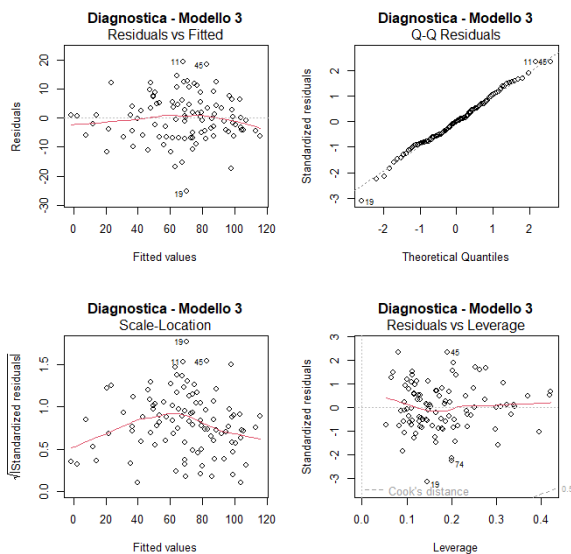 Diagnostica - Modello 3
Residuals vs Fitted
Residuals
-30 -20 -10 0 10 20
11 45
19
0 20 40 60 80 100 120
Fitted values
Diagnostica - Modello 3
Q-Q Residuals
Standardized residuals
-3 -2 -1 0 1 2
11 45
19
-2 -1 0 1 2
Theoretical Quantiles
Diagnostica - Modello 3
Scale-Location
√|Standardized residuals|
0.0 0.5 1.0 1.5
19
11 45
0 20 40 60 80 100 120
Fitted values
Diagnostica - Modello 3
Residuals vs Leverage
Standardized residuals
-3 -2 -1 0 1 2 3
45
74
19
Cook's distance
0.5
0.0 0.1 0.2 0.3 0.4
Leverage